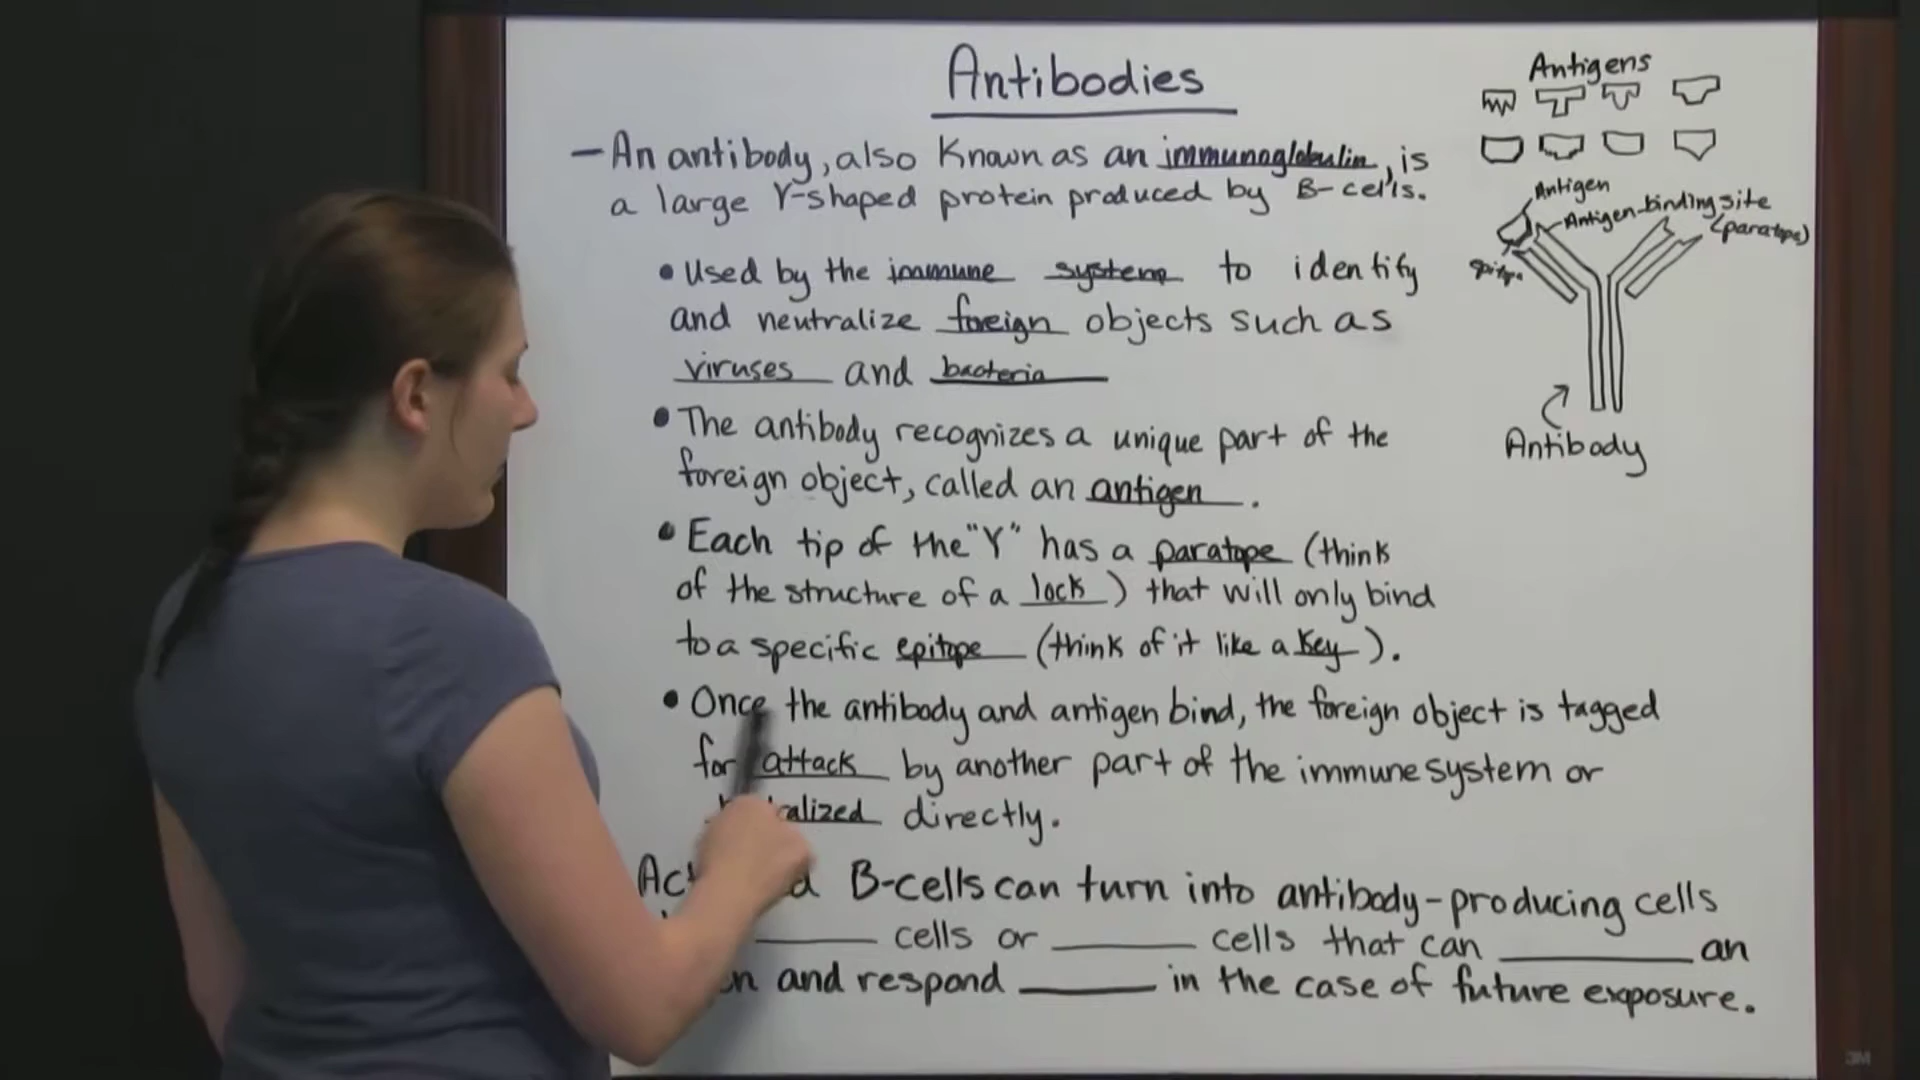 Antibodies
– An antibody, also known as an immunoglobulin, is
a large Y-shaped protein produced by B-cells.
• Used by the immune system to identify
and neutralize foreign objects such as
viruses and bacteria
• The antibody recognizes a unique part of the
foreign object, called an antigen.
• Each tip of the "Y" has a paratope (think
of the structure of a lock) that will only bind
to a specific epitope (think of it like a key).
• Once the antibody and antigen bind, the foreign object is tagged
for attack by another part of the immune system or
directly.
B-cells can turn into antibody-producing cells
______ cells or ______ cells that can ______ an
and respond ______ in the case of future exposure.
Antigens
Antigen
Antigen-binding site
(paratope)
epitope
Antibody
3M